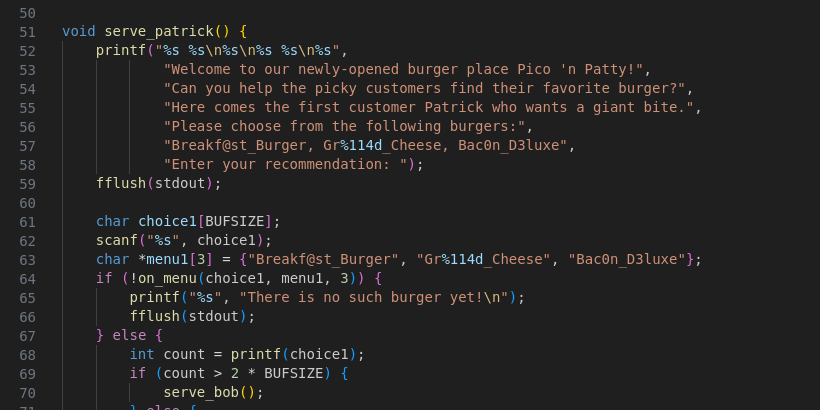 50
51 void serve_patrick() {
52     printf("%s %s\n%s\n%s %s\n%s",
53             "Welcome to our newly-opened burger place Pico 'n Patty!",
54             "Can you help the picky customers find their favorite burger?",
55             "Here comes the first customer Patrick who wants a giant bite.",
56             "Please choose from the following burgers:",
57             "Breakf@st_Burger, Gr%114d_Cheese, Bac0n_D3luxe",
58             "Enter your recommendation: ");
59     fflush(stdout);
60
61     char choice1[BUFSIZE];
62     scanf("%s", choice1);
63     char *menu1[3] = {"Breakf@st_Burger", "Gr%114d_Cheese", "Bac0n_D3luxe"};
64     if (!on_menu(choice1, menu1, 3)) {
65         printf("%s", "There is no such burger yet!\n");
66         fflush(stdout);
67     } else {
68         int count = printf(choice1);
69         if (count > 2 * BUFSIZE) {
70             serve_bob();
71         } else {